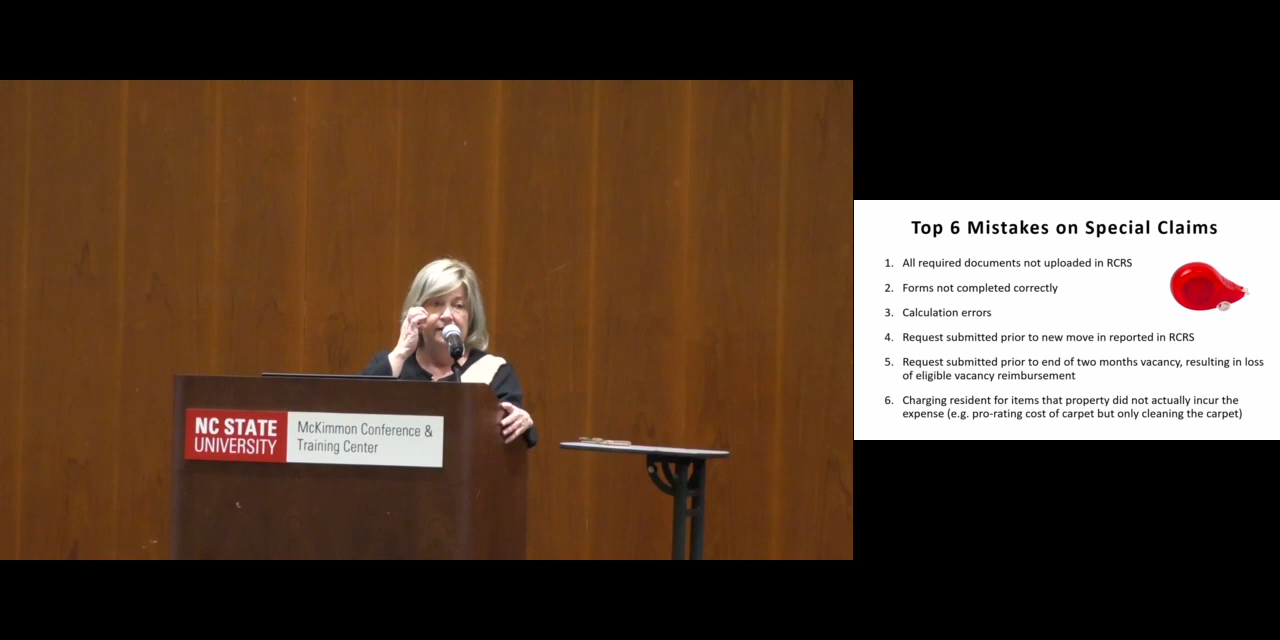 NC STATE
UNIVERSITY
McKimmon Conference &
Training Center
Top 6 Mistakes on Special Claims
1. All required documents not uploaded in RCRS
2. Forms not completed correctly
3. Calculation errors
4. Request submitted prior to new move in reported in RCRS
5. Request submitted prior to end of two months vacancy, resulting in loss
of eligible vacancy reimbursement
6. Charging resident for items that property did not actually incur the
expense (e.g. pro-rating cost of carpet but only cleaning the carpet)